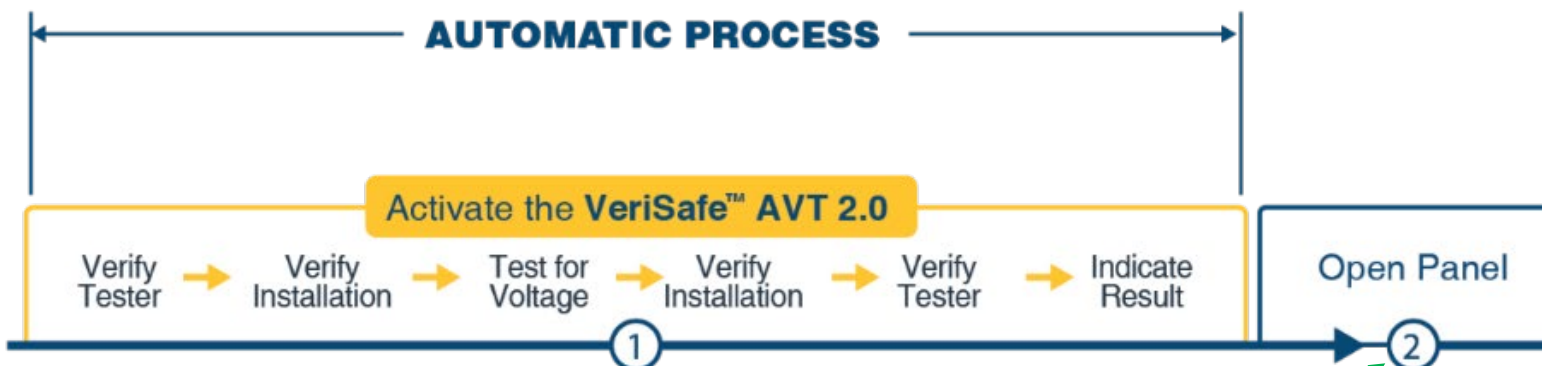 AUTOMATIC PROCESS
Activate the VeriSafe™ AVT 2.0
Verify
Tester
Verify
Installation
Test for
Voltage
Verify
Installation
Verify
Tester
Indicate
Result
Open Panel
1
2